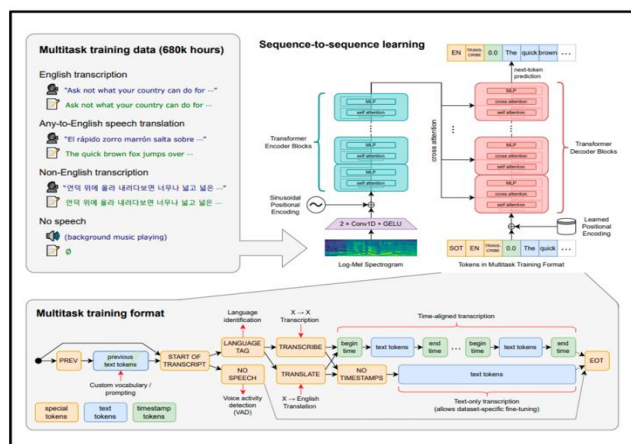 Multitask training data (680k hours)
English transcription
"Ask not what your country can do for ⋯"
Ask not what your country can do for ⋯
Any-to-English speech translation
"El rápido zorro marrón salta sobre ⋯"
The quick brown fox jumps over ⋯
Non-English transcription
"언덕 위에 올라 내려다보면 너무나 넓고 넓은 ⋯"
언덕 위에 올라 내려다보면 너무나 넓고 넓은 ⋯
No speech
(background music playing)
∅
Sequence-to-sequence learning
EN TRANS-CRIBE 0.0 The quick brown ⋯
next-token prediction
MLP
self attention
MLP
self attention
MLP
self attention
Transformer Encoder Blocks
cross attention
MLP
cross attention
self attention
MLP
cross attention
self attention
MLP
cross attention
self attention
Transformer Decoder Blocks
Sinusoidal Positional Encoding
2 × Conv1D + GELU
Log-Mel Spectrogram
Learned Positional Encoding
SOT EN TRANS-CRIBE 0.0 The quick ⋯
Tokens in Multitask Training Format
Multitask training format
Language identification
X → X Transcription
Time-aligned transcription
PREV
previous text tokens
START OF TRANSCRIPT
LANGUAGE TAG
TRANSCRIBE
begin time
text tokens
end time
⋯
begin time
text tokens
end time
EOT
NO SPEECH
TRANSLATE
NO TIMESTAMPS
text tokens
Custom vocabulary / prompting
Voice activity detection (VAD)
X → English Translation
Text-only transcription (allows dataset-specific fine-tuning)
special tokens
text tokens
timestamp tokens